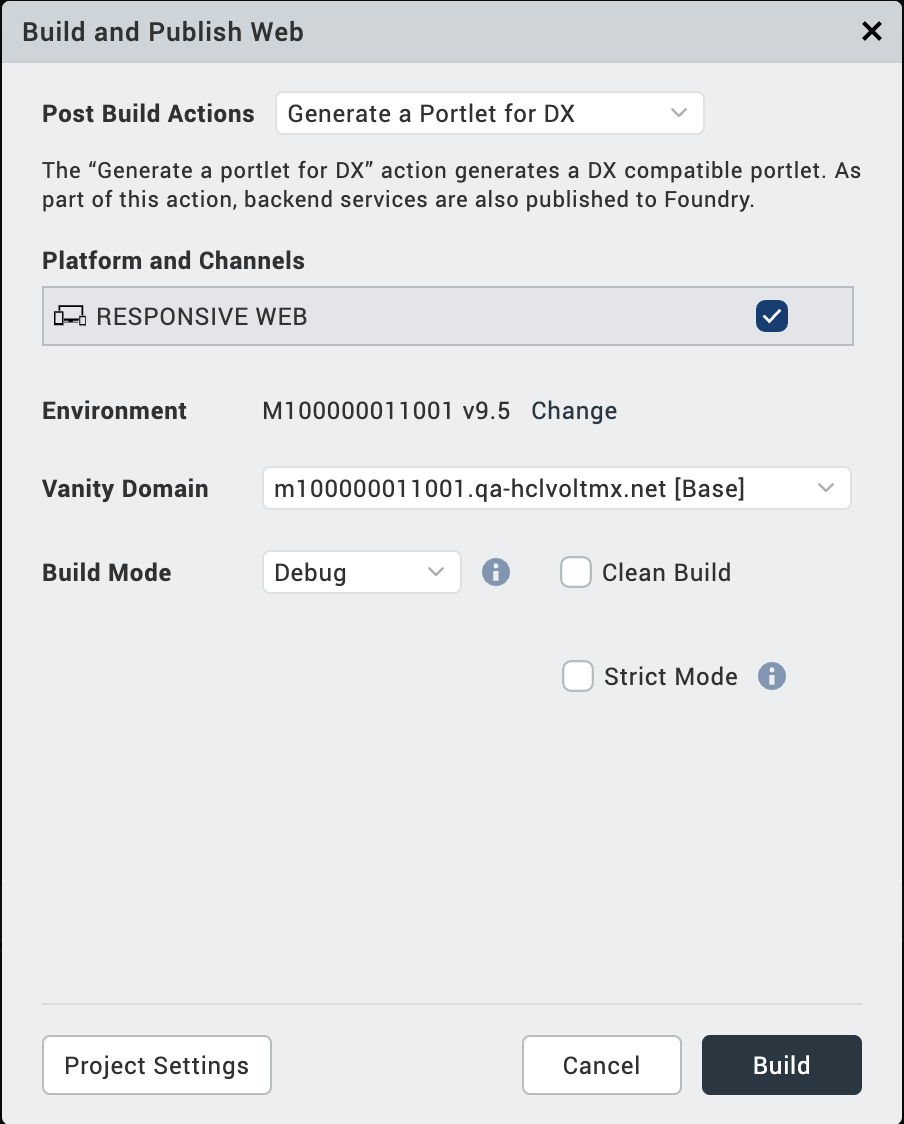 Build and Publish Web
Post Build Actions Generate a Portlet for DX
The “Generate a portlet for DX” action generates a DX compatible portlet. As
part of this action, backend services are also published to Foundry.
Platform and Channels
RESPONSIVE WEB
Environment M100000011001 v9.5 Change
Vanity Domain m100000011001.qa-hclvoltmx.net [Base]
Build Mode Debug Clean Build
Strict Mode
Project Settings Cancel Build